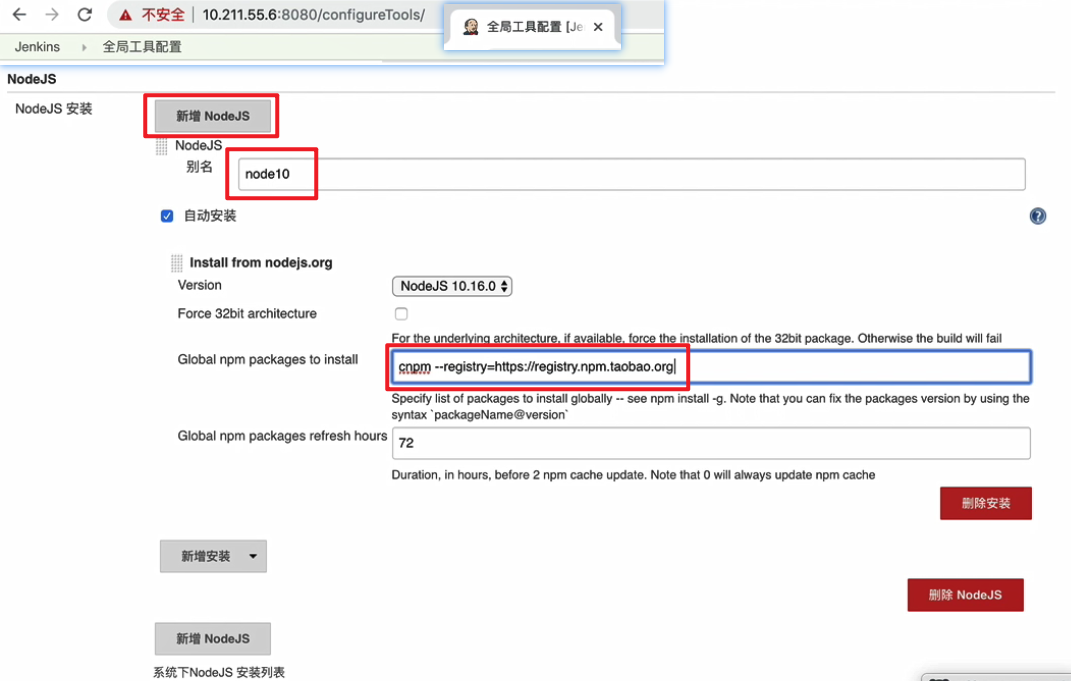 不安全 10.211.55.6:8080/configureTools/
全局工具配置 [Je
Jenkins 全局工具配置
NodeJS
NodeJS 安装
新增 NodeJS
NodeJS
别名
node10
自动安装
Install from nodejs.org
Version
NodeJS 10.16.0
Force 32bit architecture
For the underlying architecture, if available, force the installation of the 32bit package. Otherwise the build will fail
Global npm packages to install
cnpm --registry=https://registry.npm.taobao.org
Specify list of packages to install globally -- see npm install -g. Note that you can fix the packages version by using the
syntax `packageName@version`
Global npm packages refresh hours
72
Duration, in hours, before 2 npm cache update. Note that 0 will always update npm cache
删除安装
新增安装
删除 NodeJS
新增 NodeJS
系统下NodeJS 安装列表